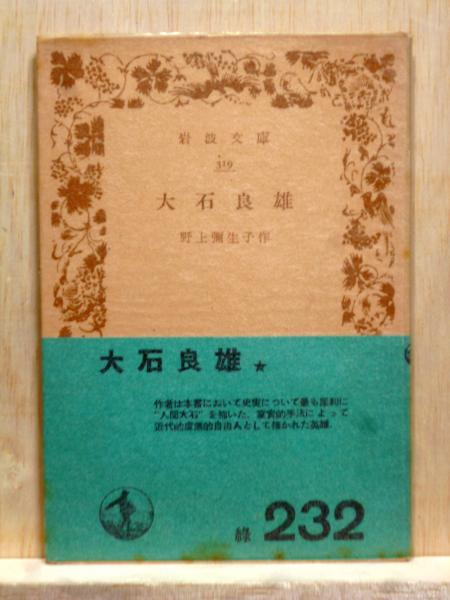 岩波文庫
319
大石良雄
野上彌生子作
大石良雄 ★
作者は本書において史実について最も犀利に
“人間大石”を描いた．写実的手法によって
近代的虚無的自由人として描かれた英雄．
緑 232